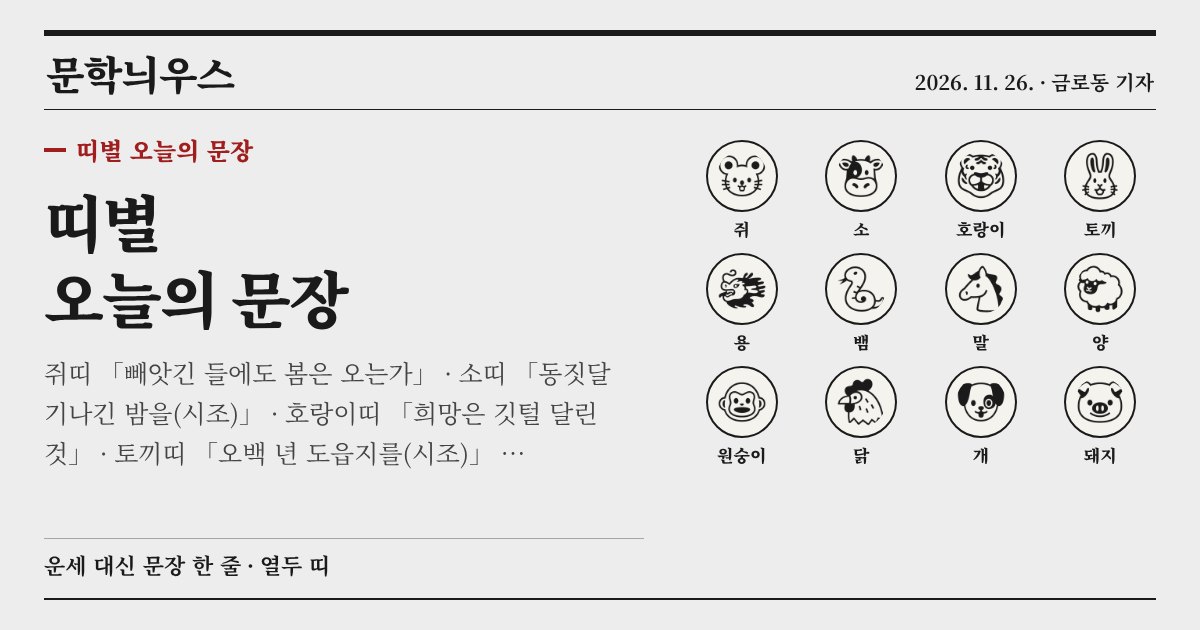 문학늬우스
2026. 11. 26. · 금로동 기자
띠별 오늘의 문장
띠별
오늘의 문장
쥐띠 「빼앗긴 들에도 봄은 오는가」 · 소띠 「동짓달
기나긴 밤을(시조)」 · 호랑이띠 「희망은 깃털 달린
것」 · 토끼띠 「오백 년 도읍지를(시조)」 …
운세 대신 문장 한 줄 · 열두 띠
쥐 소 호랑이 토끼
용 뱀 말 양
원숭이 닭 개 돼지